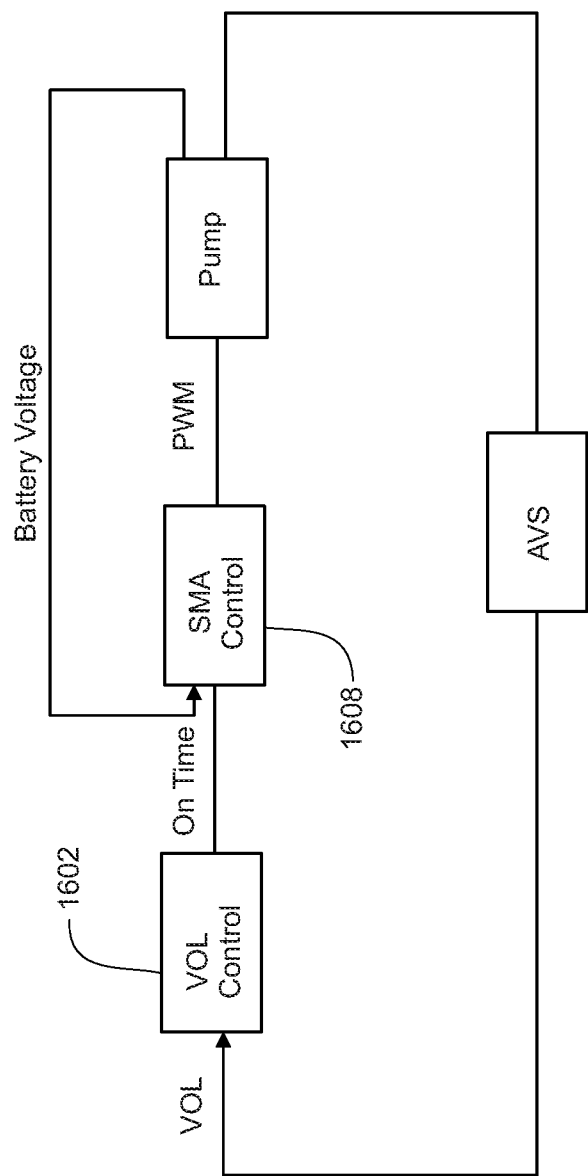 Battery Voltage
1602
VOL
VOL
Control
On Time
SMA
Control
PWM
Pump
1608
AVS